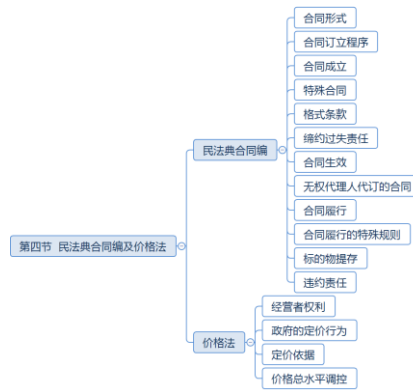 第四节 民法典合同编及价格法
民法典合同编
合同形式
合同订立程序
合同成立
特殊合同
格式条款
缔约过失责任
合同生效
无权代理人代订的合同
合同履行
合同履行的特殊规则
标的物提存
违约责任
价格法
经营者权利
政府的定价行为
定价依据
价格总水平调控